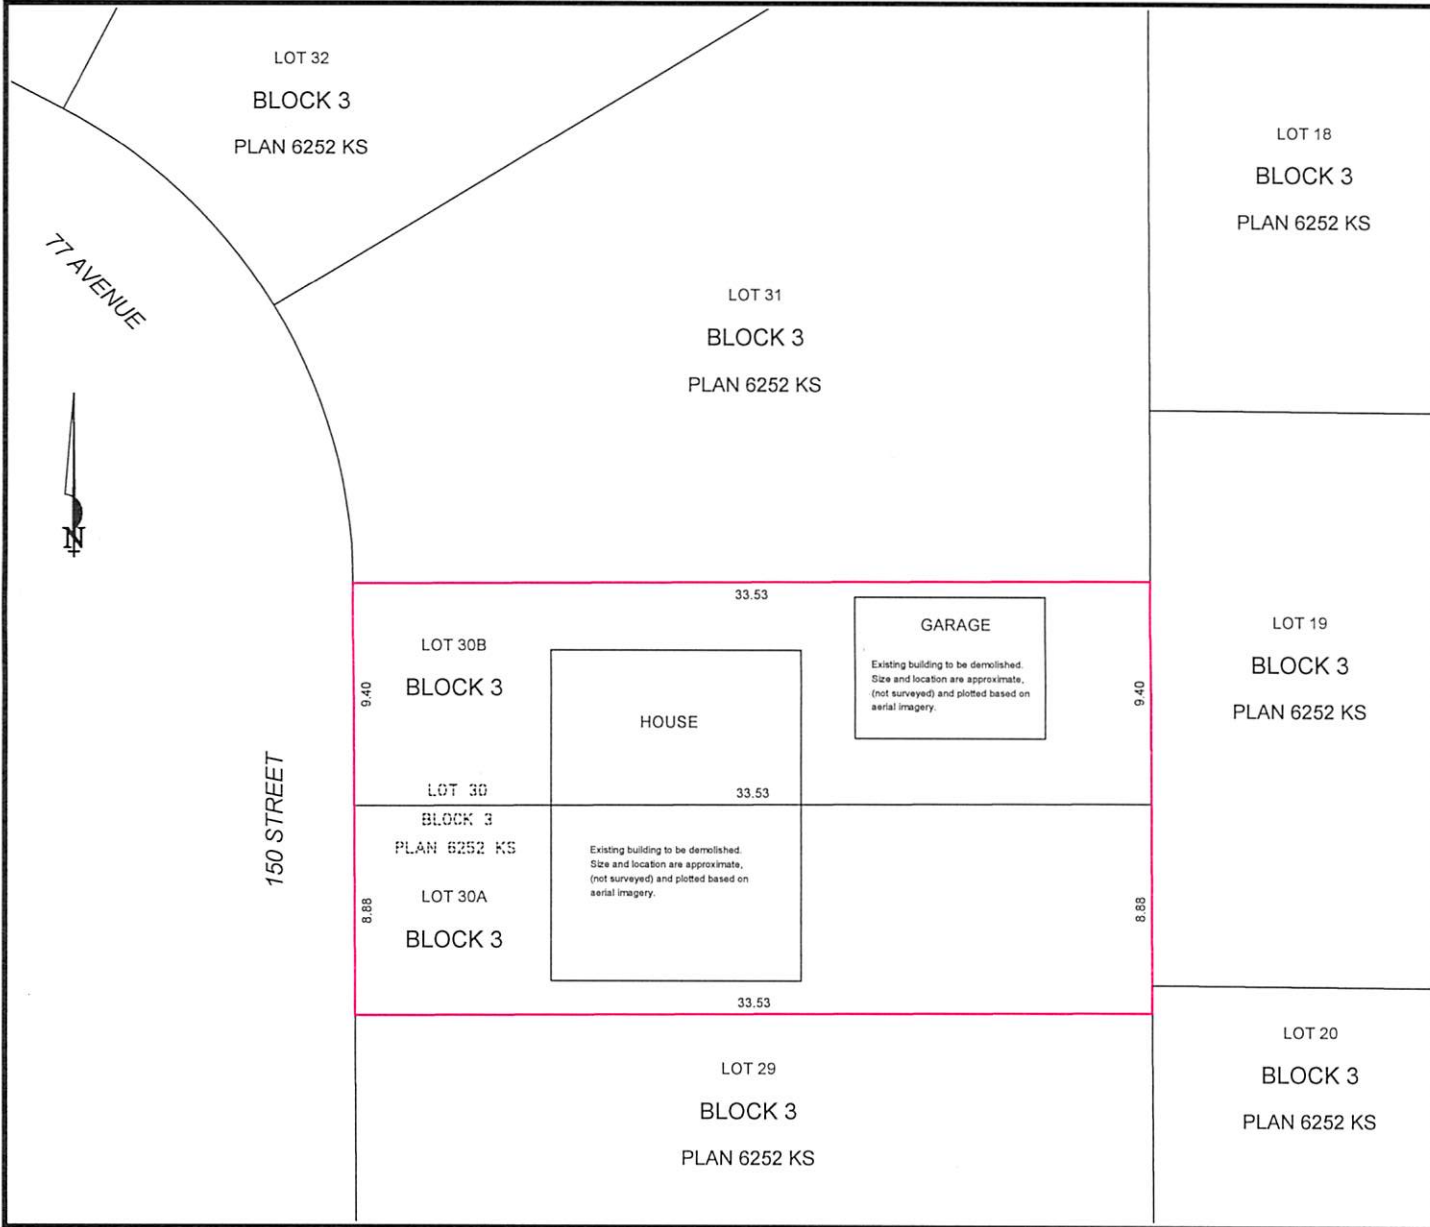 LOT 32
BLOCK 3
PLAN 6252 KS
LOT 18
BLOCK 3
PLAN 6252 KS
77 AVENUE
LOT 31
BLOCK 3
PLAN 6252 KS
N
33.53
LOT 30B
BLOCK 3
9.40
GARAGE
Existing building to be demolished.
Size and location are approximate,
(not surveyed) and plotted based on
aerial imagery.
9.40
LOT 19
BLOCK 3
PLAN 6252 KS
HOUSE
150 STREET
LOT 30
BLOCK 3
PLAN 6252 KS
33.53
Existing building to be demolished.
Size and location are approximate,
(not surveyed) and plotted based on
aerial imagery.
LOT 30A
BLOCK 3
8.88
8.88
33.53
LOT 29
BLOCK 3
PLAN 6252 KS
LOT 20
BLOCK 3
PLAN 6252 KS